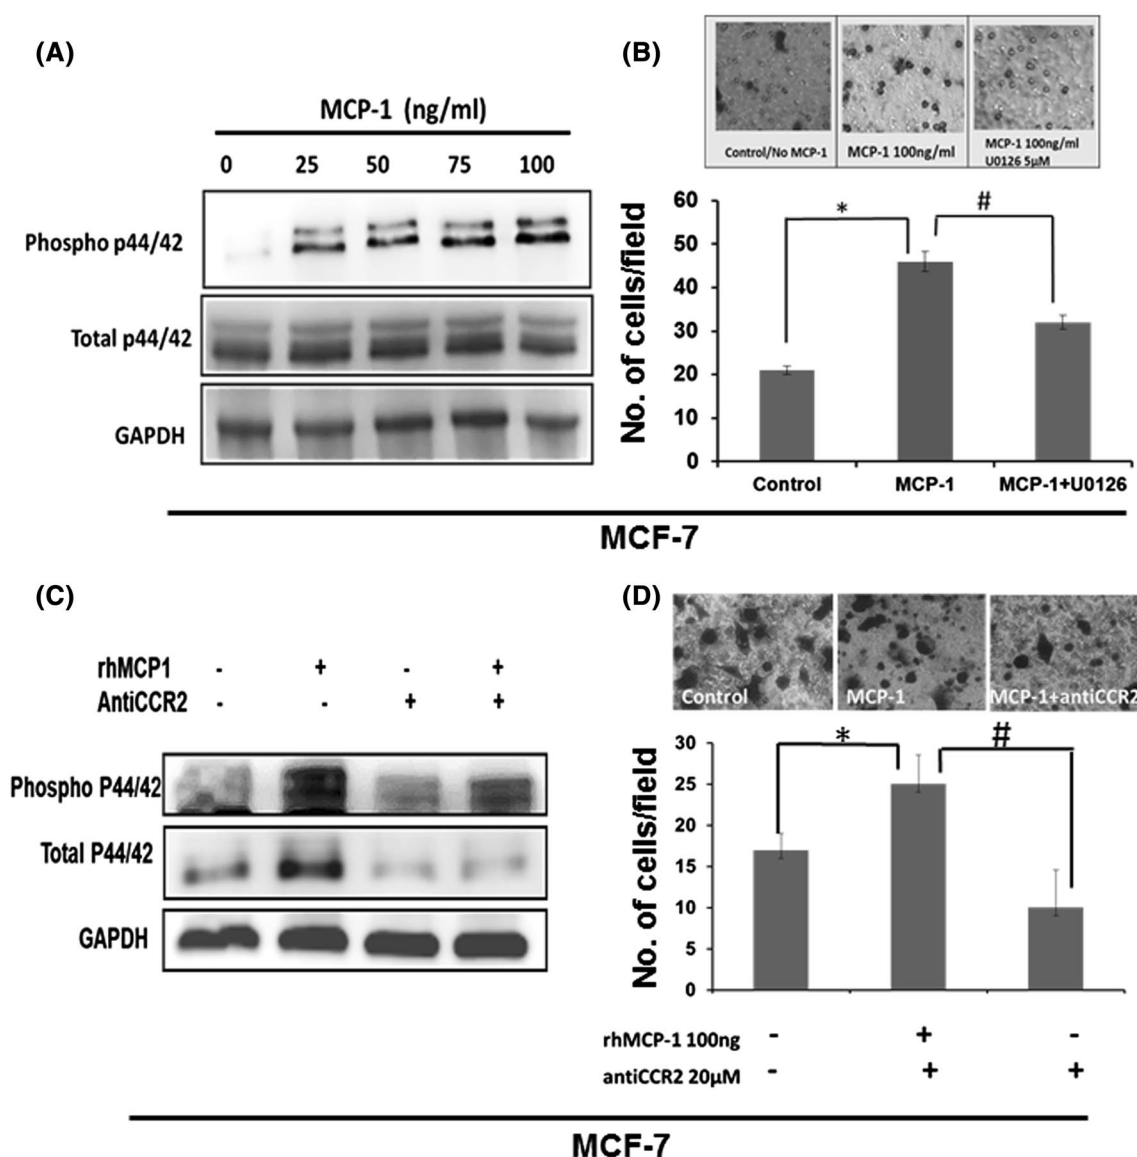 (A)
MCP-1 (ng/ml)
0 25 50 75 100
Phospho p44/42
Total p44/42
GAPDH
(B)
Control/No MCP-1
MCP-1 100ng/ml
MCP-1 100ng/ml
U0126 5µM
No. of cells/field
60
50
40
30
20
10
0
* #
Control MCP-1 MCP-1+U0126
MCF-7
(C)
rhMCP1 - + - +
AntiCCR2 - - + +
Phospho P44/42
Total P44/42
GAPDH
(D)
Control
MCP-1
MCP-1+antiCCR2
No. of cells/field
30
25
20
15
10
5
0
* #
rhMCP-1 100ng - + -
antiCCR2 20µM - + +
MCF-7